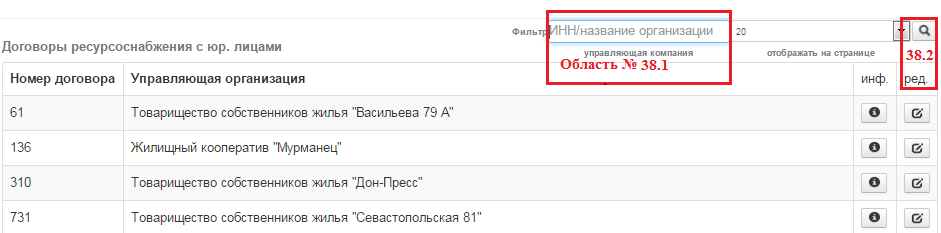 Фильтр ИНН/название организации 20
Договоры ресурсоснабжения с юр. лицами
управляющая компания отображать на странице
Область № 38.1 38.2
Номер договора Управляющая организация инф. ред.
61 Товарищество собственников жилья "Васильева 79 А"
136 Жилищный кооператив "Мурманец"
310 Товарищество собственников жилья "Дон-Пресс"
731 Товарищество собственников жилья "Севастопольская 81"